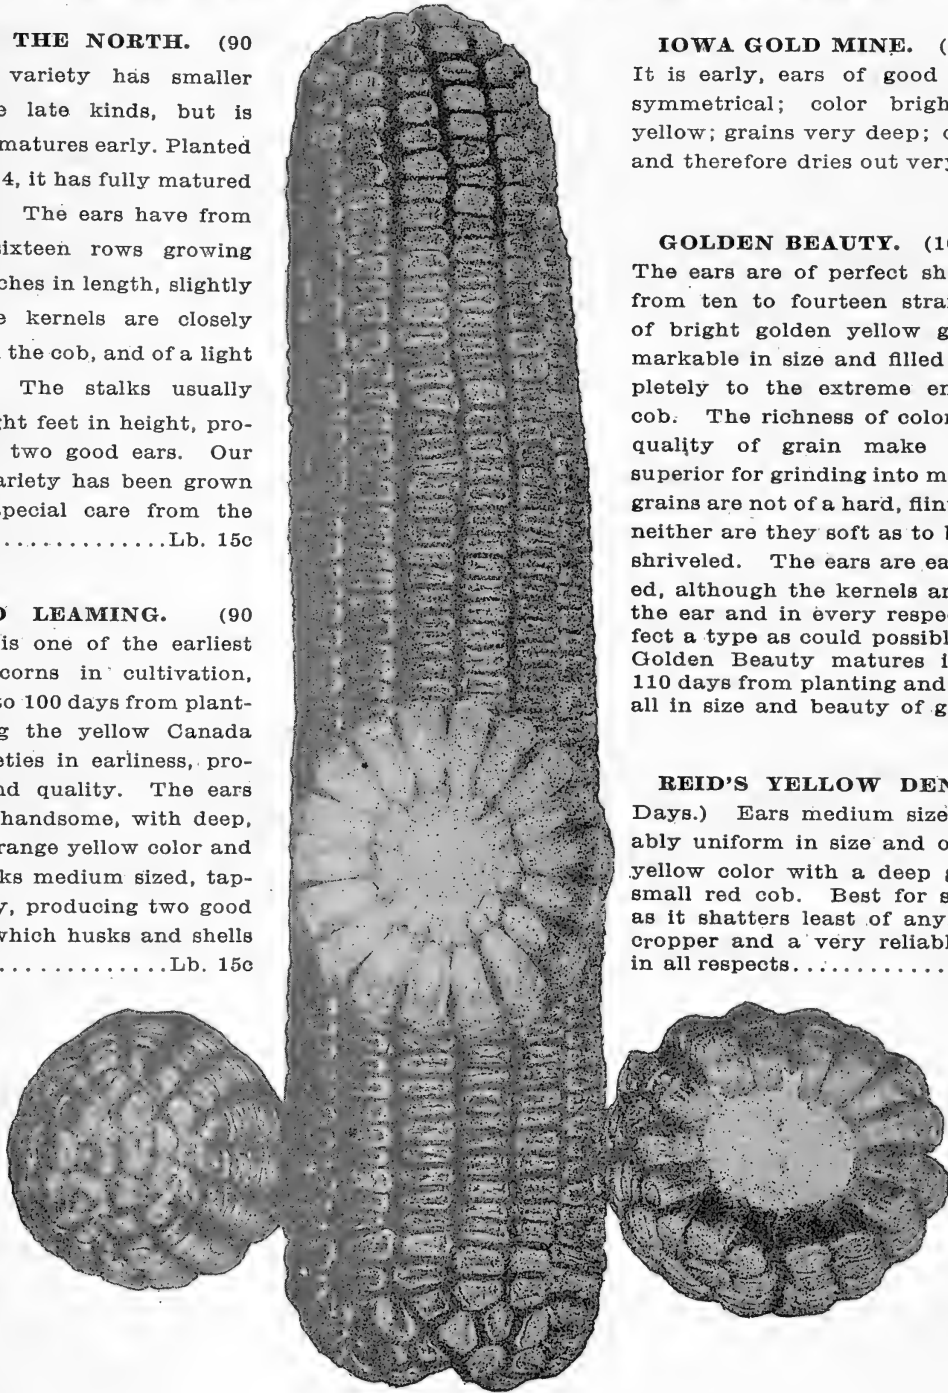 THE NORTH. (90
variety has smaller
late kinds, but is
matures early. Planted
4, it has fully matured
The ears have from
sixteen rows growing
ches in length, slightly
kernels are closely
the cob, and of a light
The stalks usually
ght feet in height, pro-
two good ears. Our
ariety has been grown
special care from the
.............Lb. 15c
LEAMING. (90
is one of the earliest
corns in cultivation,
to 100 days from plant-
g the yellow Canada
eties in earliness, pro-
nd quality. The ears
handsome, with deep,
range yellow color and
ks medium sized, tap-
y, producing two good
which husks and shells
.............Lb. 15c
IOWA GOLD MINE. (
It is early, ears of good
symmetrical; color brigh
yellow; grains very deep; c
and therefore dries out very
GOLDEN BEAUTY. (1
The ears are of perfect sh
from ten to fourteen stra
of bright golden yellow g
markable in size and filled
pletely to the extreme en
cob. The richness of color
quality of grain make
superior for grinding into m
grains are not of a hard, flin
neither are they soft as to
shriveled. The ears are ea
ed, although the kernels ar
the ear and in every respe
fect a type as could possibl
Golden Beauty matures i
110 days from planting and
all in size and beauty of g
REID'S YELLOW DEN
Days.) Ears medium size
ably uniform in size and o
yellow color with a deep g
small red cob. Best for s
as it shatters least of any
cropper and a very reliabl
in all respects............